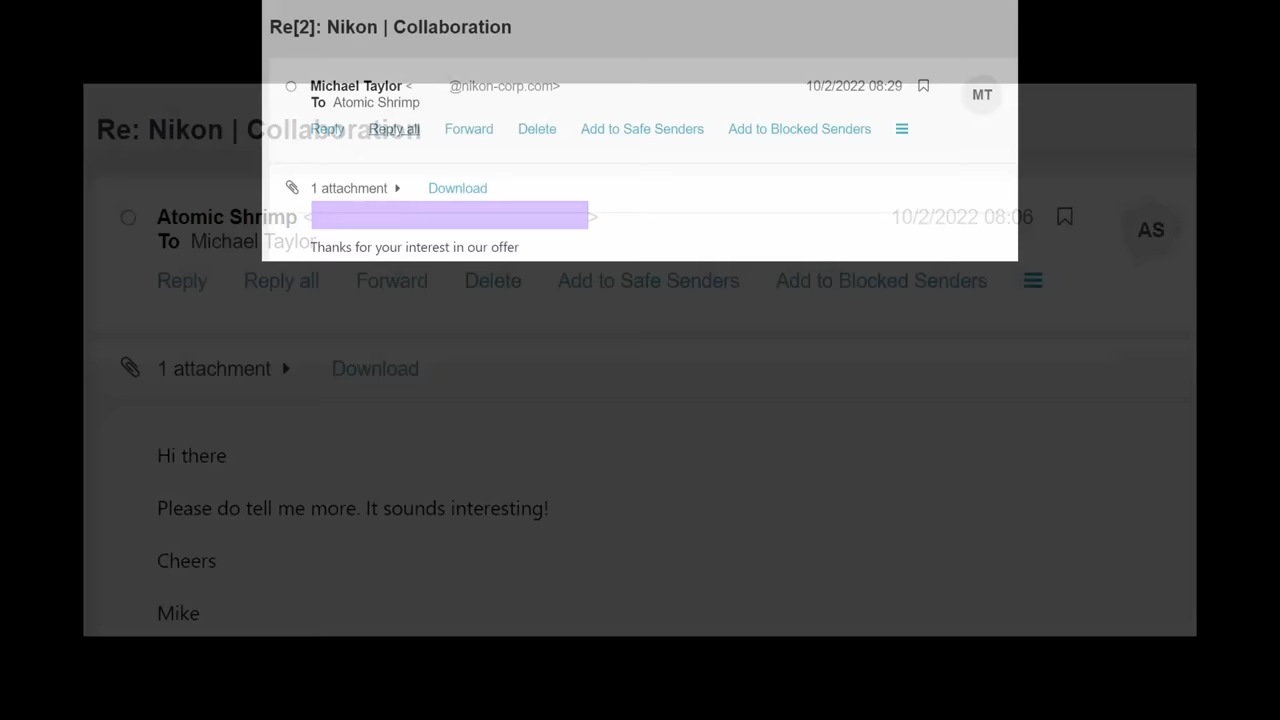 Re[2]: Nikon | Collaboration
Michael Taylor < @nikon-corp.com> 10/2/2022 08:29
MT
To Atomic Shrimp
Reply Reply all Forward Delete Add to Safe Senders Add to Blocked Senders
1 attachment Download
Thanks for your interest in our offer
Re: Nikon | Collaboration
Atomic Shrimp < > 10/2/2022 08:06
AS
To Michael Taylor
Reply Reply all Forward Delete Add to Safe Senders Add to Blocked Senders
1 attachment Download
Hi there
Please do tell me more. It sounds interesting!
Cheers
Mike